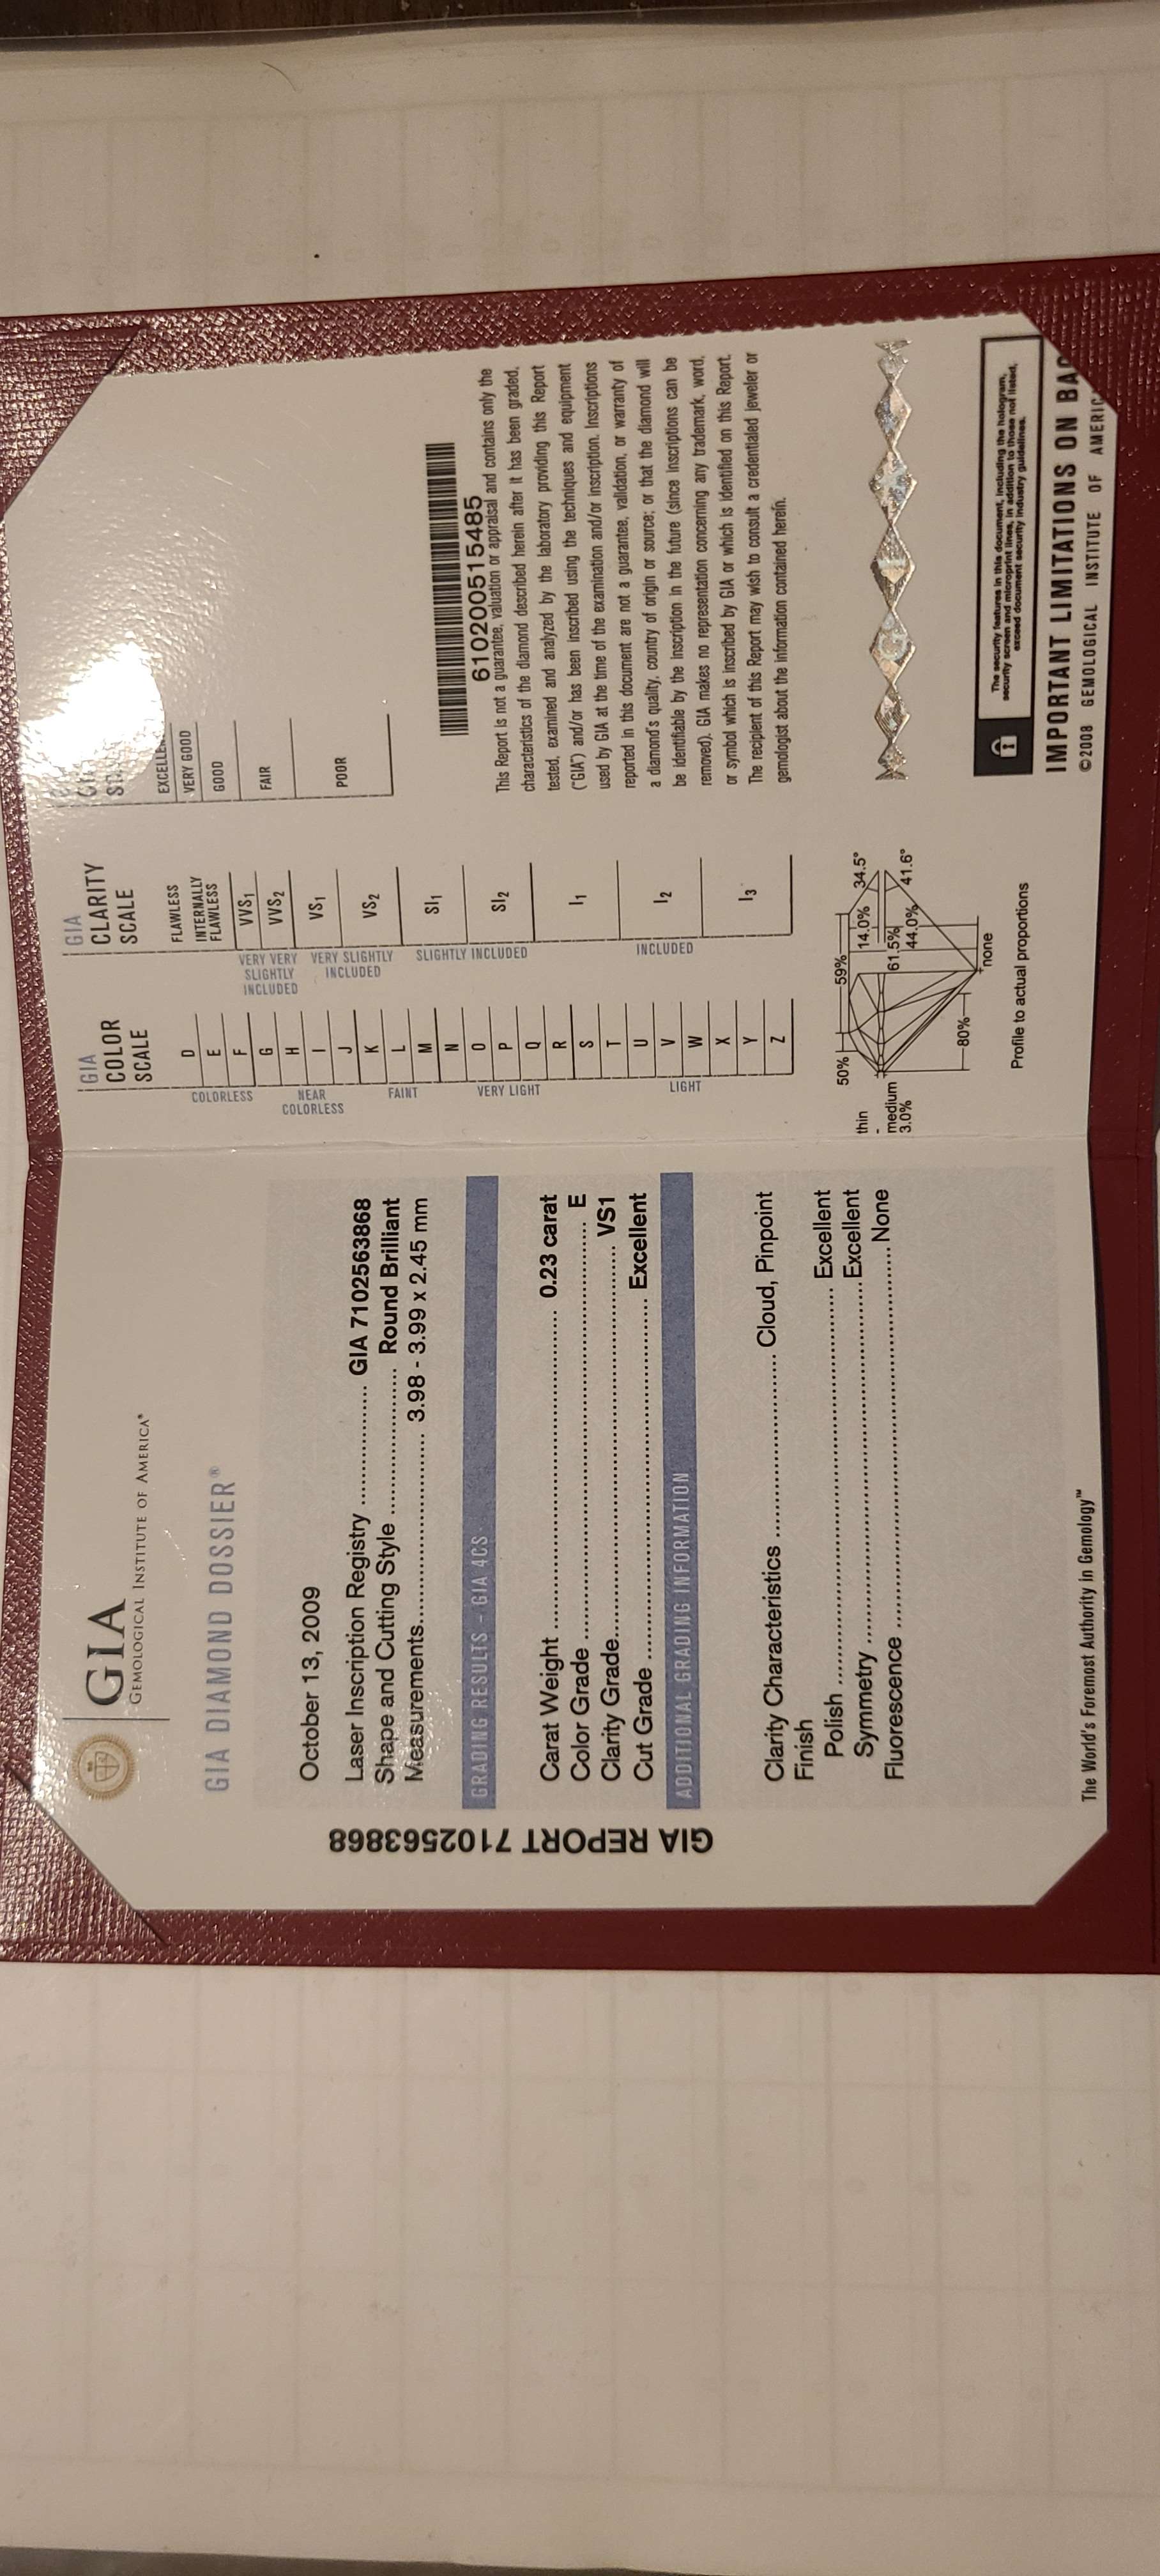 GIA
GEMOLOGICAL INSTITUTE OF AMERICA®
GIA DIAMOND DOSSIER®
October 13, 2009
Laser Inscription Registry .................. GIA 7102563868
Shape and Cutting Style .................. Round Brilliant
Measurements.................. 3.98 - 3.99 x 2.45 mm
GRADING RESULTS - GIA 4CS
Carat Weight .................. 0.23 carat
Color Grade .................. E
Clarity Grade.................. VS1
Cut Grade .................. Excellent
ADDITIONAL GRADING INFORMATION
Clarity Characteristics .................. Cloud, Pinpoint
Finish
Polish .................. Excellent
Symmetry .................. Excellent
Fluorescence .................. None
The World's Foremost Authority in Gemology™
GIA REPORT 7102563868
GIA
COLOR
SCALE
D
E
F
G
H
I
J
K
L
M
N
O
P
Q
R
S
T
U
V
W
X
Y
Z
COLORLESS
NEAR
COLORLESS
FAINT
VERY LIGHT
LIGHT
GIA
CLARITY
SCALE
FLAWLESS
INTERNALLY
FLAWLESS
VVS1
VVS2
VS1
VS2
SI1
SI2
I1
I2
I3
VERY VERY
SLIGHTLY
INCLUDED
VERY SLIGHTLY
INCLUDED
SLIGHTLY INCLUDED
INCLUDED
VERY GOOD
GOOD
FAIR
POOR
610200515485
This Report is not a guarantee, valuation or appraisal and contains only the
characteristics of the diamond described herein after it has been graded,
tested, examined and analyzed by the laboratory providing this Report
("GIA") and/or has been inscribed using the techniques and equipment
used by GIA at the time of the examination and/or inscription. Inscriptions
reported in this document are not a guarantee, validation, or warranty of
a diamond's quality, country of origin or source; or that the diamond will
be identifiable by the inscription in the future (since inscriptions can be
removed). GIA makes no representation concerning any trademark, word,
or symbol which is inscribed by GIA or which is identified on this Report.
The recipient of this Report may wish to consult a credentialed jeweler or
gemologist about the information contained herein.
50%
59%
14.0%
34.5°
thin
-
medium
3.0%
61.5%
44.0%
41.6°
80%
none
Profile to actual proportions
The security features in this document, including the hologram,
security screen and microprint lines, in addition to those not listed,
exceed document security industry guidelines.
IMPORTANT LIMITATIONS ON BAC
©2008 GEMOLOGICAL INSTITUTE OF AMERIC